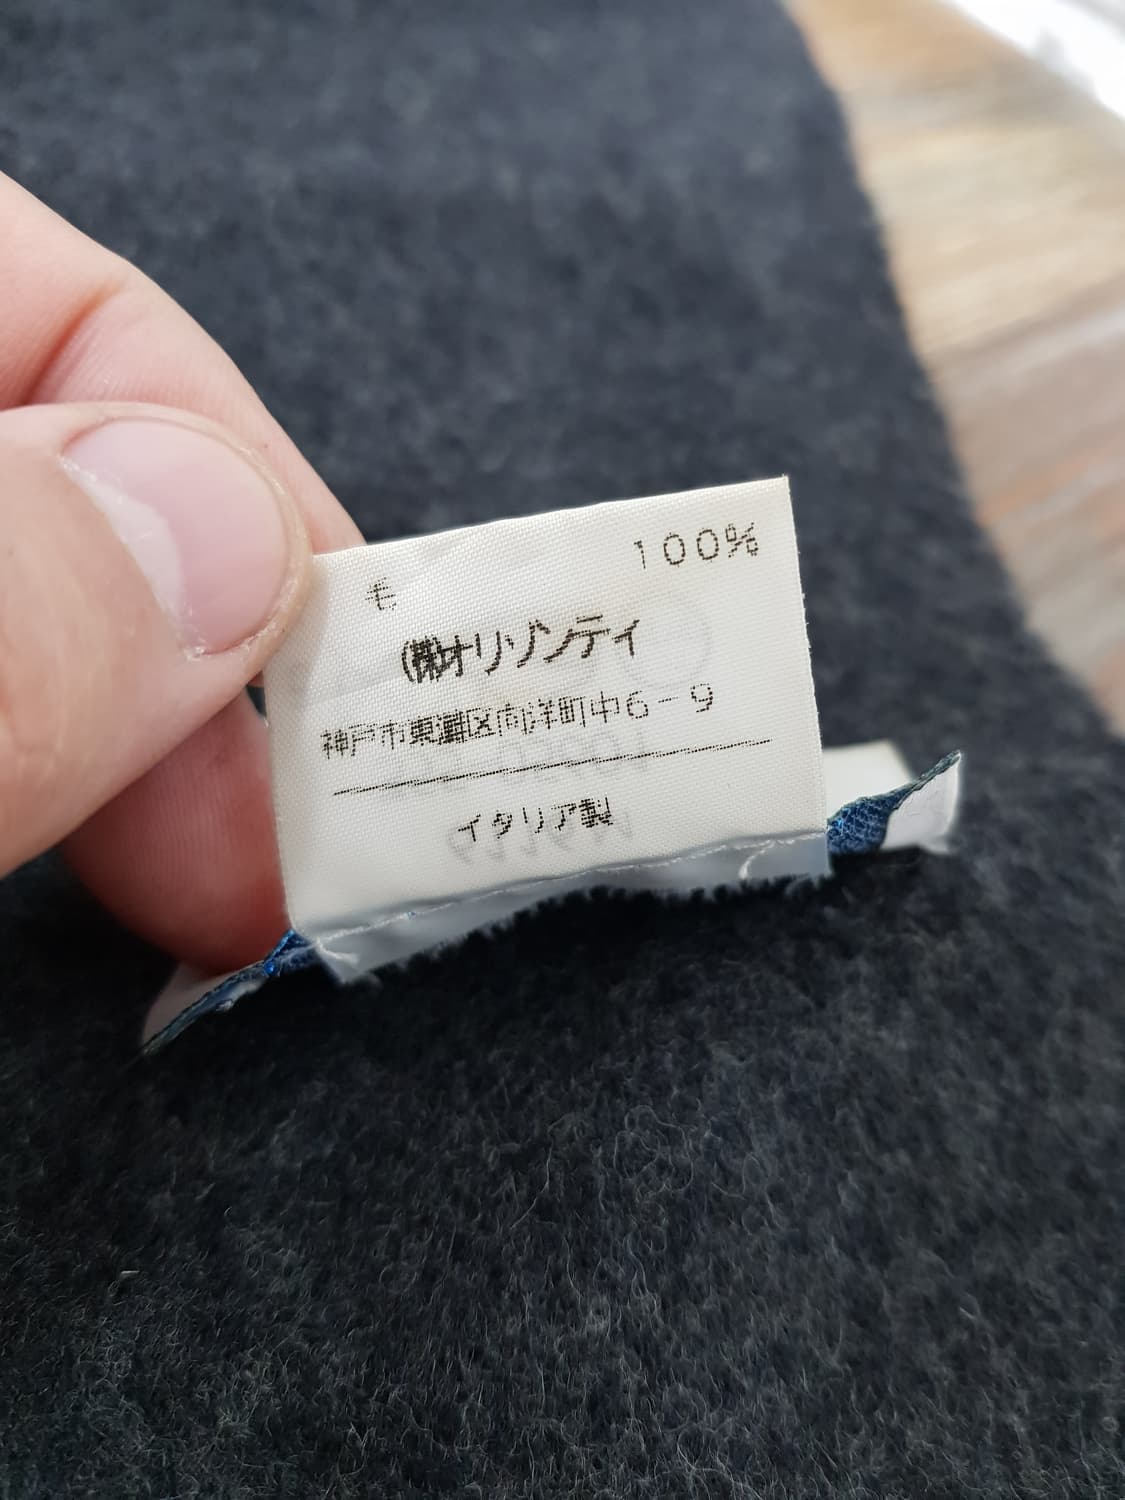 毛 100%
(株)オリゾンティ
神戸市東灘区向洋町中6-9
イタリア製